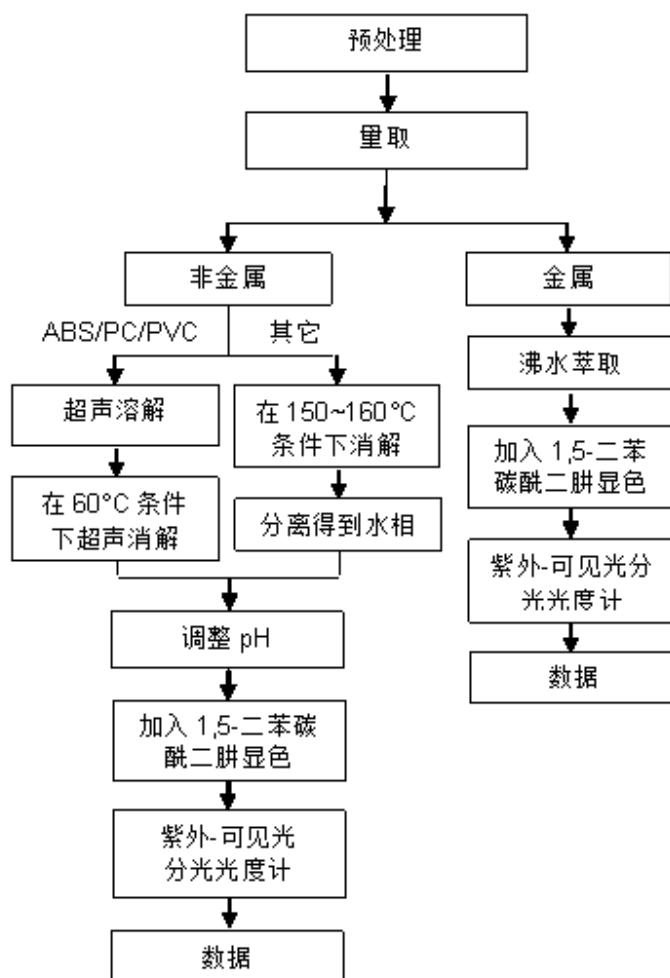 预处理
量取
非金属
金属
ABS/PC/PVC
其它
沸水萃取
超声溶解
在 150~160°C
条件下消解
加入 1,5-二苯
碳酰二肼显色
在 60°C 条件
下超声消解
分离得到水相
紫外-可见光分
光光度计
调整 pH
数据
加入 1,5-二苯碳
酰二肼显色
紫外-可见光
分光光度计
数据